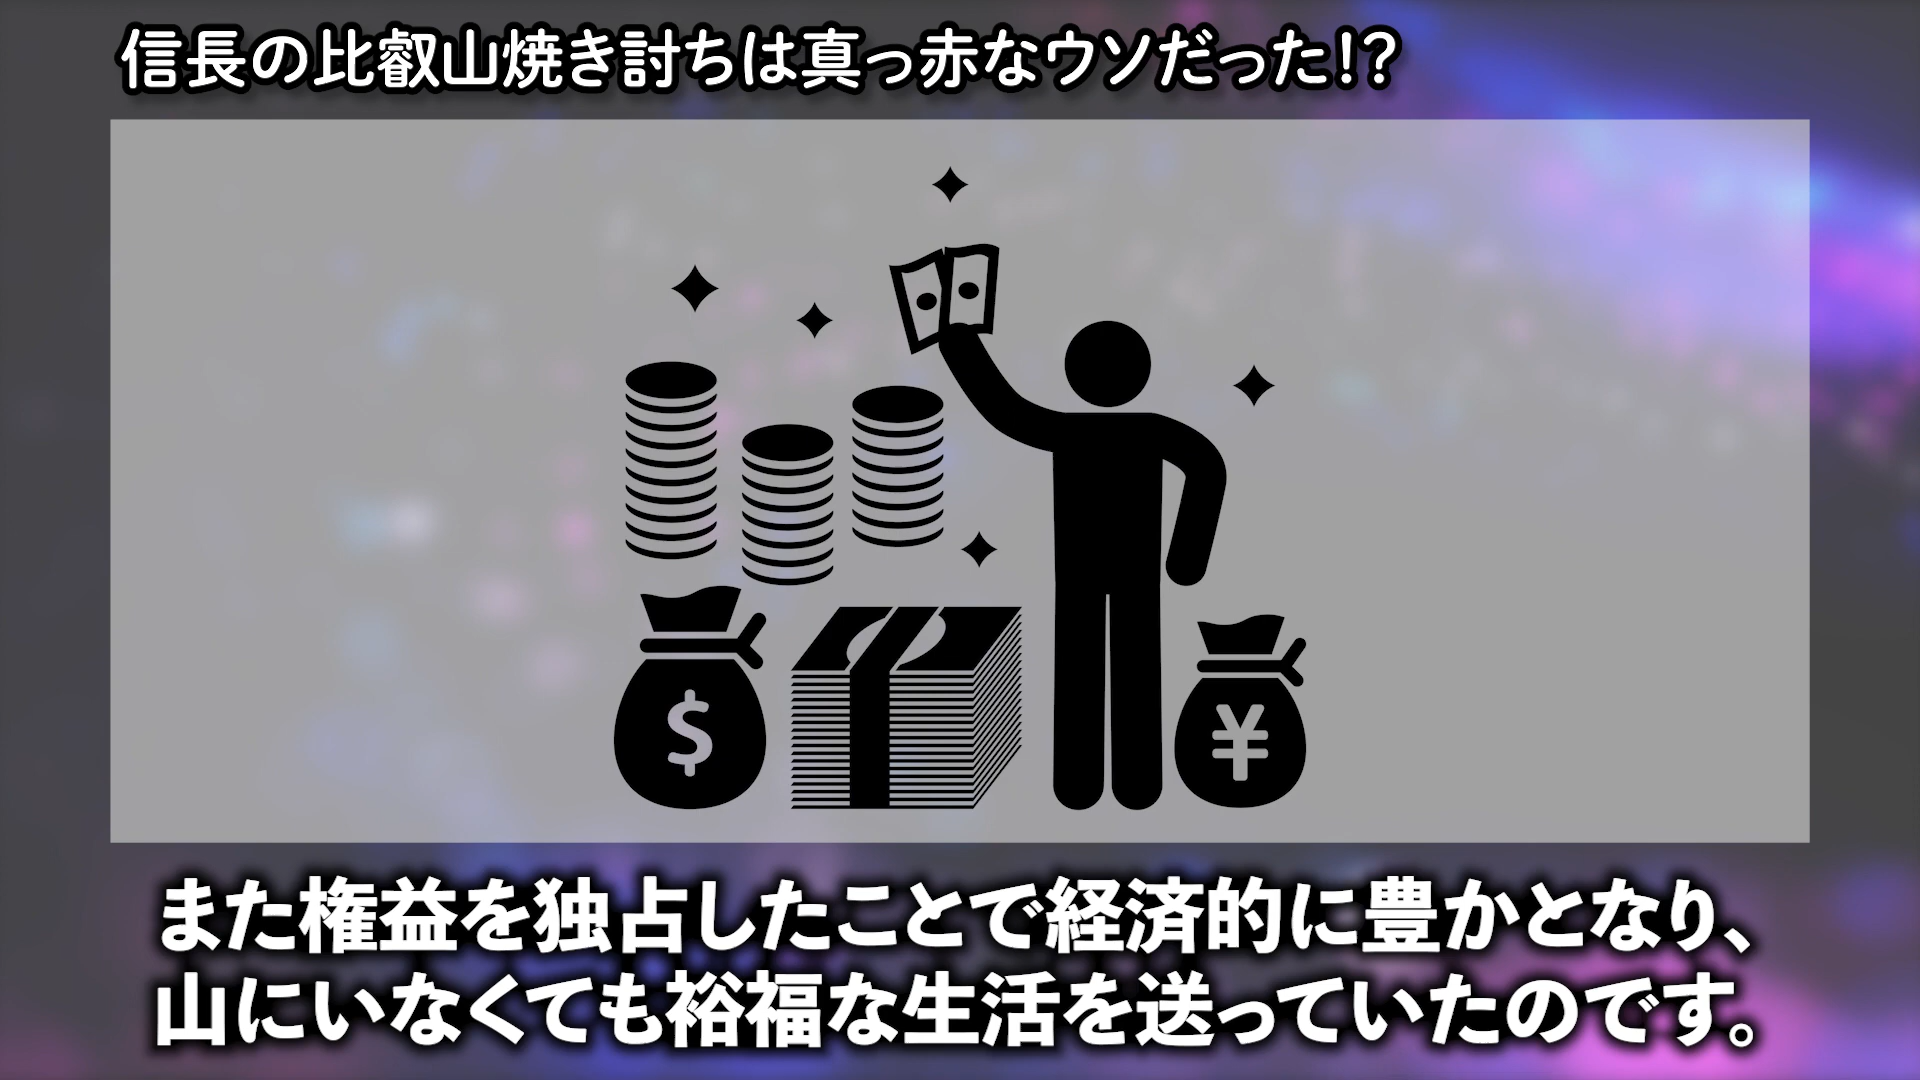 信長の比叡山焼き討ちは真っ赤なウソだった!?
$
¥
また権益を独占したことで経済的に豊かとなり、
山にいなくても裕福な生活を送っていたのです。